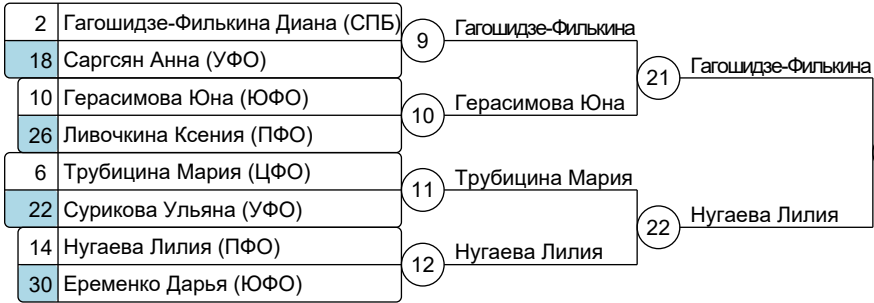 2 Гагошидзе-Филькина Диана (СПБ)
18 Саргсян Анна (УФО)
10 Герасимова Юна (ЮФО)
26 Ливочкина Ксения (ПФО)
6 Трубицина Мария (ЦФО)
22 Сурикова Ульяна (УФО)
14 Нугаева Лилия (ПФО)
30 Еременко Дарья (ЮФО)
9 Гагошидзе-Филькина
10 Герасимова Юна
11 Трубицина Мария
12 Нугаева Лилия
21 Гагошидзе-Филькина
22 Нугаева Лилия